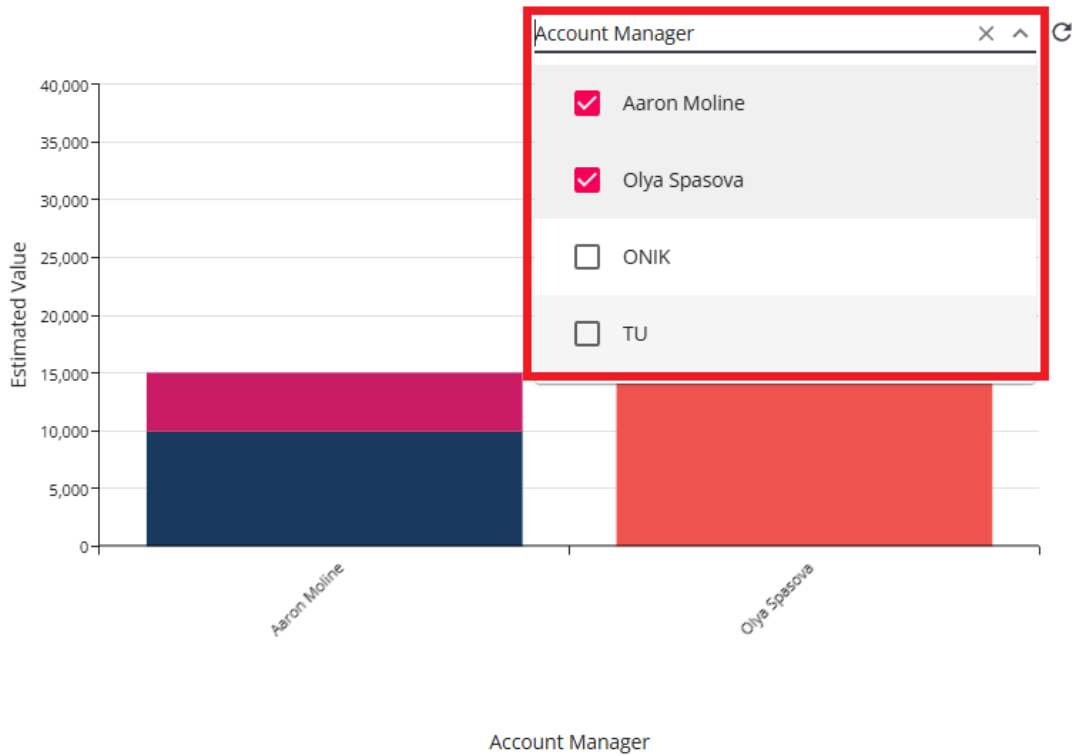 Account Manager
Aaron Moline
Olya Spasova
ONIK
TU
40,000
35,000
30,000
25,000
20,000
15,000
10,000
5,000
0
Estimated Value
Aaron Moline
Olya Spasova
Account Manager